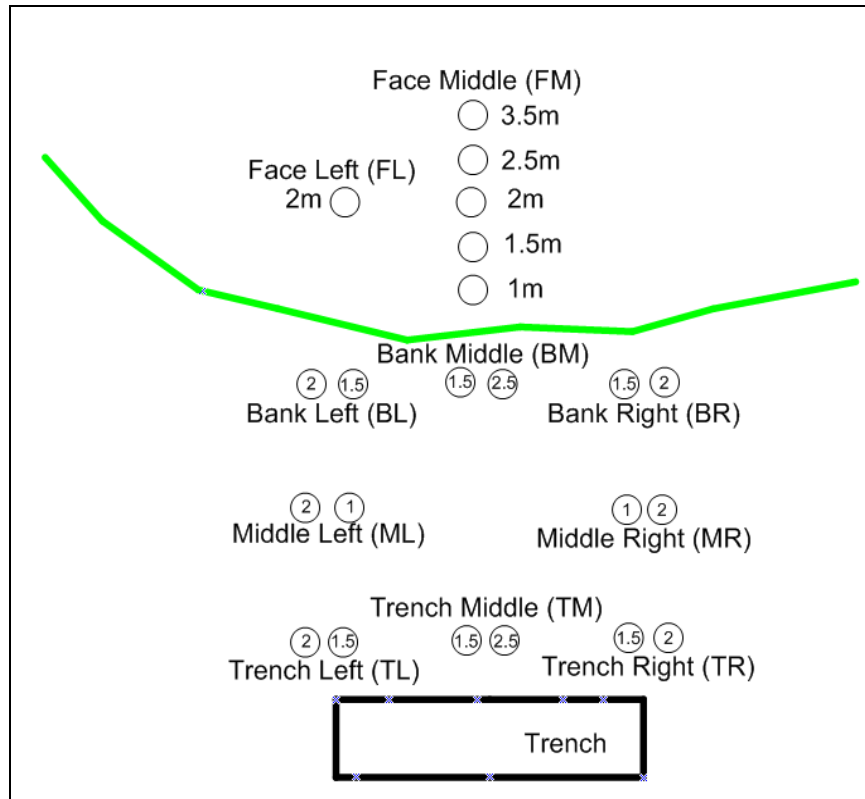 Face Middle (FM)
3.5m
2.5m
Face Left (FL)
2m
2m
1.5m
1m
Bank Middle (BM)
2 1.5 1.5 2.5 1.5 2
Bank Left (BL) Bank Right (BR)
2 1 1 2
Middle Left (ML) Middle Right (MR)
Trench Middle (TM)
2 1.5 1.5 2.5 1.5 2
Trench Left (TL) Trench Right (TR)
Trench